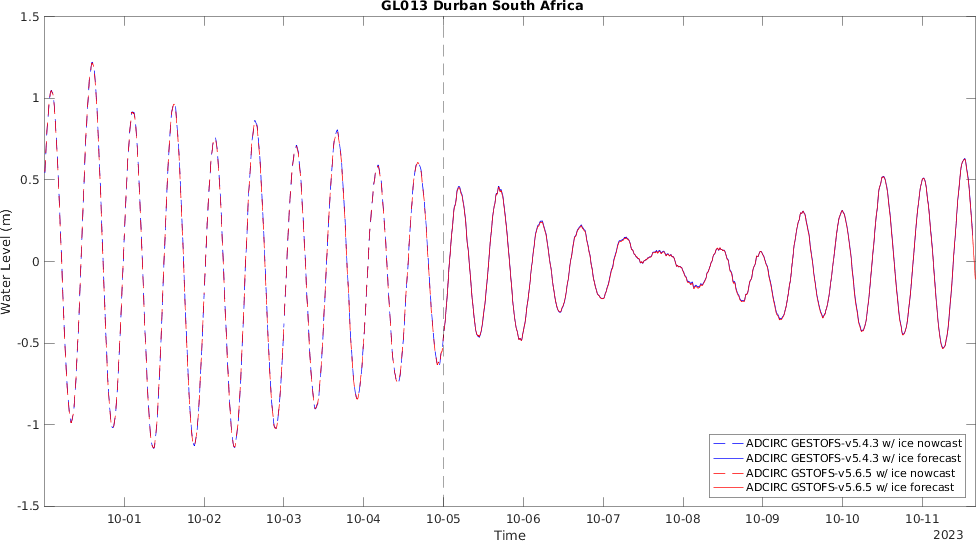 GL013 Durban South Africa
1.5
1
0.5
0
-0.5
-1
-1.5
Water Level (m)
ADCIRC GESTOFS-v5.4.3 w/ ice nowcast
ADCIRC GESTOFS-v5.4.3 w/ ice forecast
ADCIRC GSTOFS-v5.6.5 w/ ice nowcast
ADCIRC GSTOFS-v5.6.5 w/ ice forecast
10-01 10-02 10-03 10-04 10-05 10-06 10-07 10-08 10-09 10-10 10-11
Time
2023